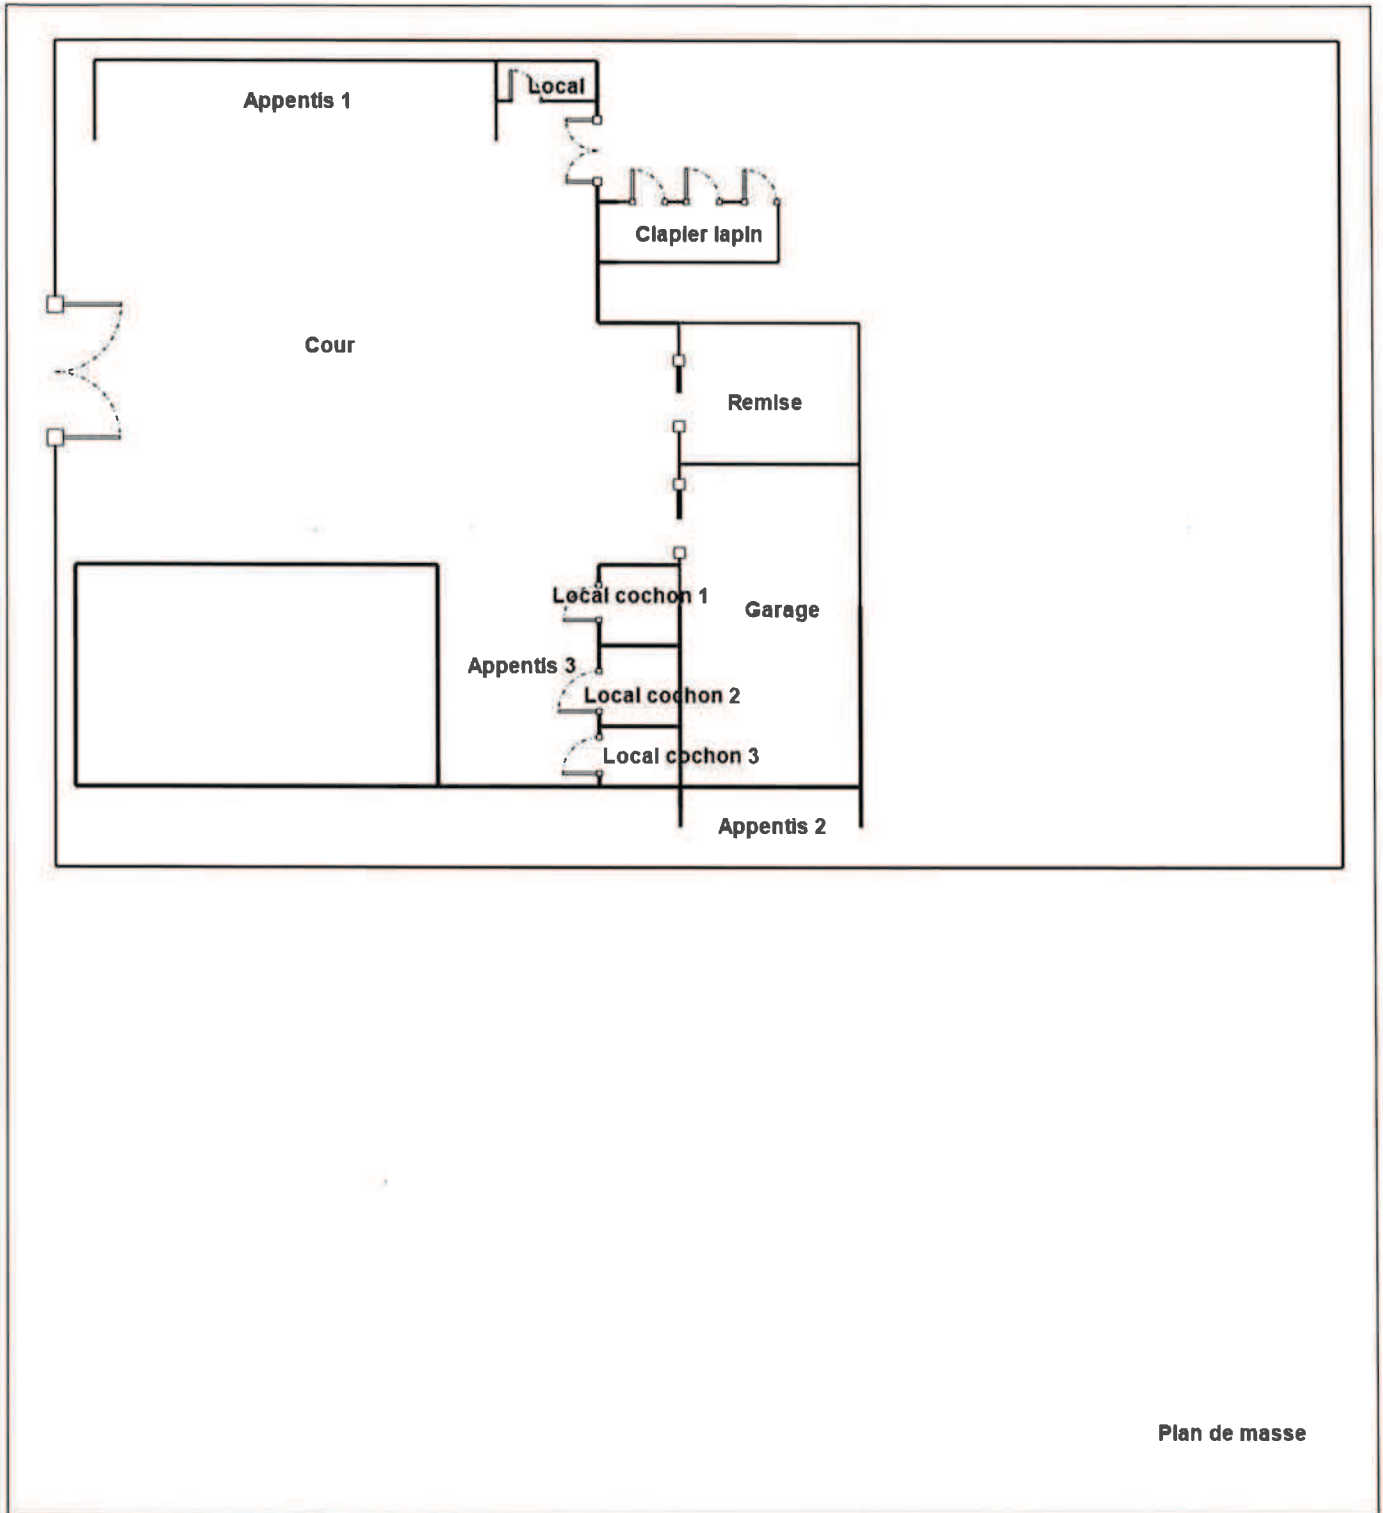 Local
Appentis 1
Clapier lapin
Cour
Remise
Local cochon 1
Garage
Appentis 3
Local cochon 2
Local cochon 3
Appentis 2
Plan de masse